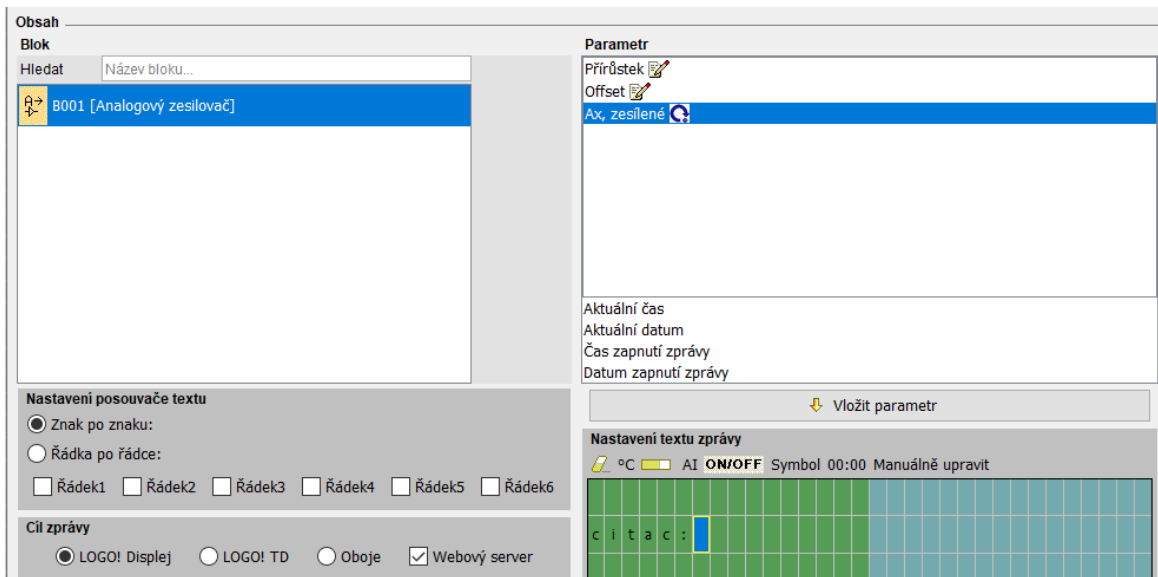 Obsah
Blok
Hledat Název bloku...
B001 [Analogový zesilovač]
Parametr
Přírůstek
Offset
Ax, zesílené
Aktuální čas
Aktuální datum
Čas zapnutí zprávy
Datum zapnutí zprávy
Vložit parametr
Nastavení posouvače textu
Znak po znaku:
Řádka po řádce:
Řádek1 Řádek2 Řádek3 Řádek4 Řádek5 Řádek6
Cíl zprávy
LOGO! Displej LOGO! TD Oboje Webový server
Nastavení textu zprávy
°C AI ON/OFF Symbol 00:00 Manuálně upravit
citac: